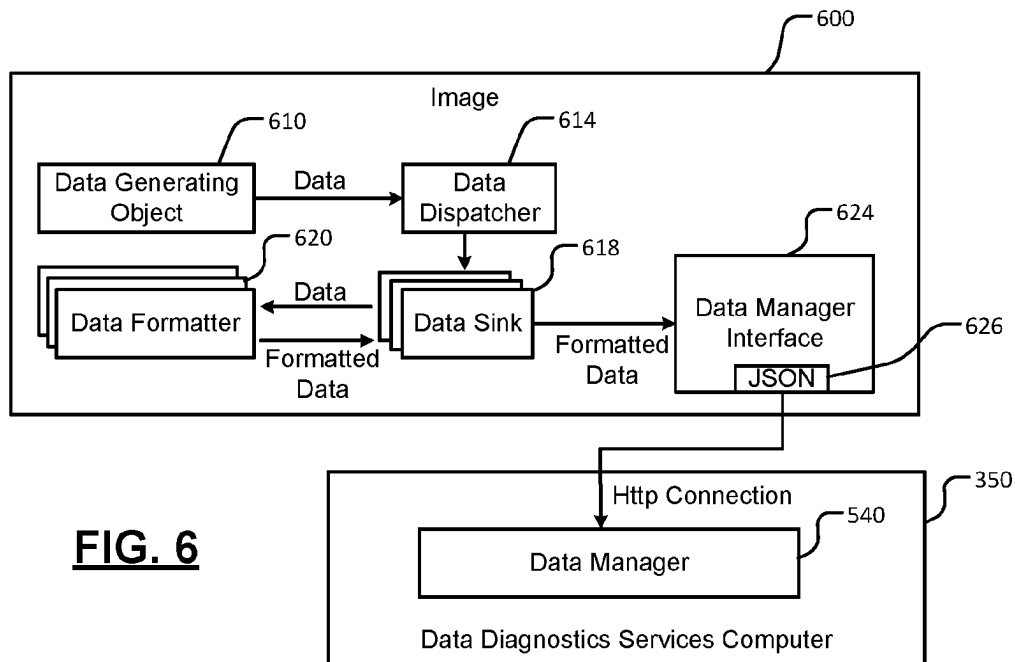 600
Image
610
614
Data Generating
Object
Data
Data
Dispatcher
624
620
618
Data Formatter
Data
Formatted
Data
Data Sink
Formatted
Data
Data Manager
Interface
626
JSON
350
Http Connection
540
Data Manager
FIG. 6
Data Diagnostics Services Computer